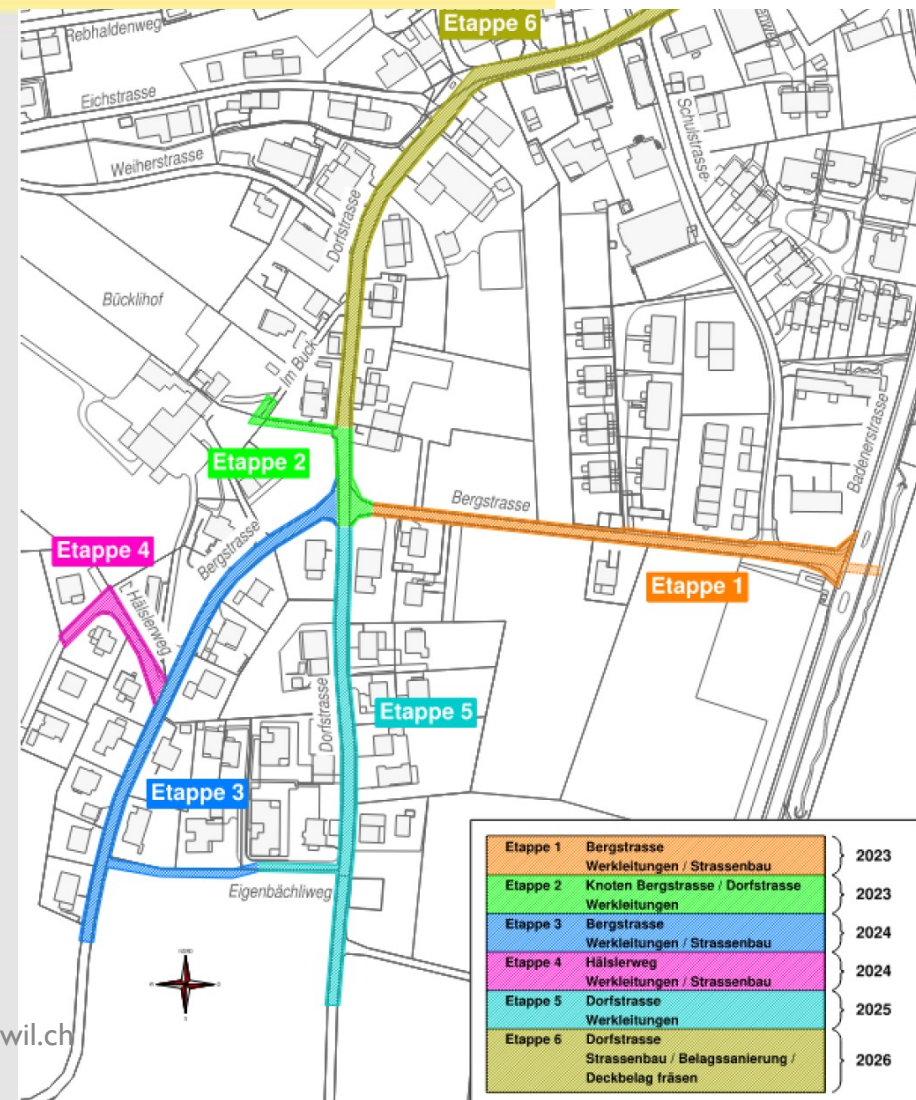 Etappe 6
Rebhaldenweg
Eichstrasse
Weiherstrasse
Schulstrasse
Dorfstrasse
Bücklihof
Im Buck
Badenerstrasse
Etappe 2
Bergstrasse
Bergstrasse
Etappe 4
Etappe 1
Hälslerweg
Dorfstrasse
Etappe 5
Etappe 3
Eigenbächliweg
Etappe 1 Bergstrasse
Werkleitungen / Strassenbau
2023
Etappe 2 Knoten Bergstrasse / Dorfstrasse
Werkleitungen
2023
Etappe 3 Bergstrasse
Werkleitungen / Strassenbau
2024
Etappe 4 Hälslerweg
Werkleitungen / Strassenbau
2024
Etappe 5 Dorfstrasse
Werkleitungen
2025
Etappe 6 Dorfstrasse
Strassenbau / Belagssanierung /
Deckbelag fräsen
2026
wil.ch